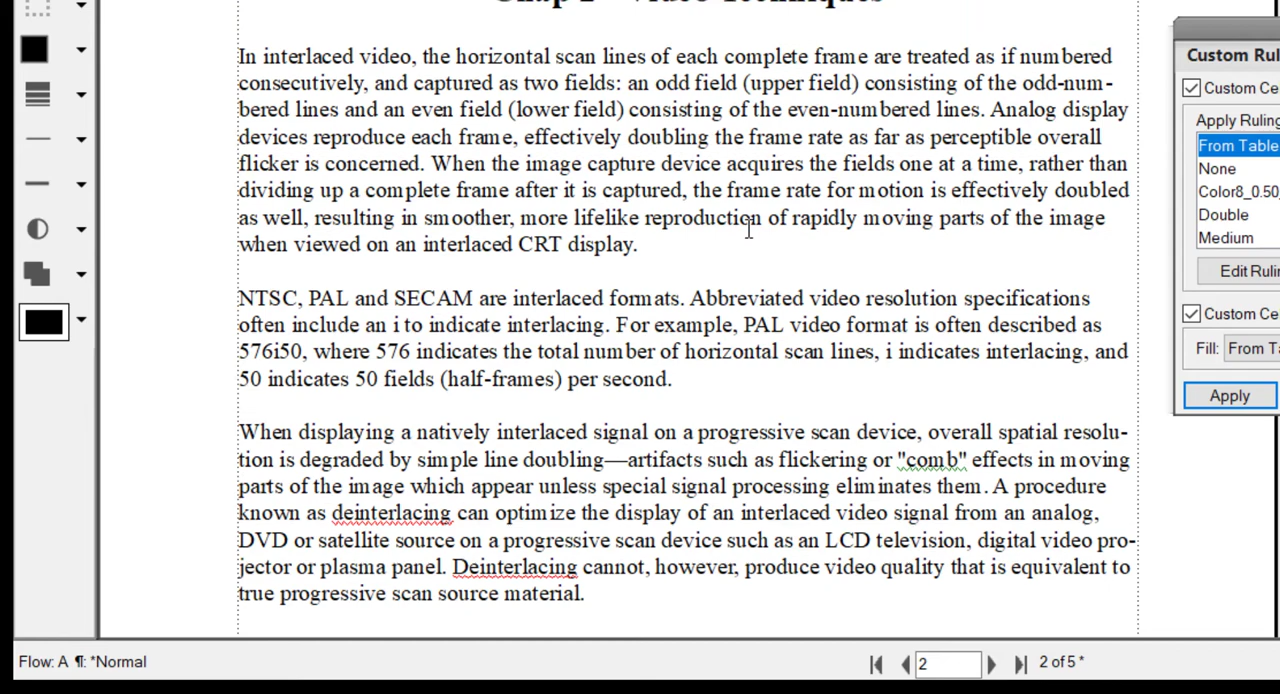 Chap 2 - Video Techniques
In interlaced video, the horizontal scan lines of each complete frame are treated as if numbered
consecutively, and captured as two fields: an odd field (upper field) consisting of the odd-num-
bered lines and an even field (lower field) consisting of the even-numbered lines. Analog display
devices reproduce each frame, effectively doubling the frame rate as far as perceptible overall
flicker is concerned. When the image capture device acquires the fields one at a time, rather than
dividing up a complete frame after it is captured, the frame rate for motion is effectively doubled
as well, resulting in smoother, more lifelike reproduction of rapidly moving parts of the image
when viewed on an interlaced CRT display.
NTSC, PAL and SECAM are interlaced formats. Abbreviated video resolution specifications
often include an i to indicate interlacing. For example, PAL video format is often described as
576i50, where 576 indicates the total number of horizontal scan lines, i indicates interlacing, and
50 indicates 50 fields (half-frames) per second.
When displaying a natively interlaced signal on a progressive scan device, overall spatial resolu-
tion is degraded by simple line doubling—artifacts such as flickering or "comb" effects in moving
parts of the image which appear unless special signal processing eliminates them. A procedure
known as deinterlacing can optimize the display of an interlaced video signal from an analog,
DVD or satellite source on a progressive scan device such as an LCD television, digital video pro-
jector or plasma panel. Deinterlacing cannot, however, produce video quality that is equivalent to
true progressive scan source material.
Custom Rul
Custom Ce
Apply Ruling
From Table
None
Color8_0.50
Double
Medium
Edit Rulin
Custom Ce
Fill: From Ta
Apply
Flow: A ¶: *Normal
2
2 of 5 *